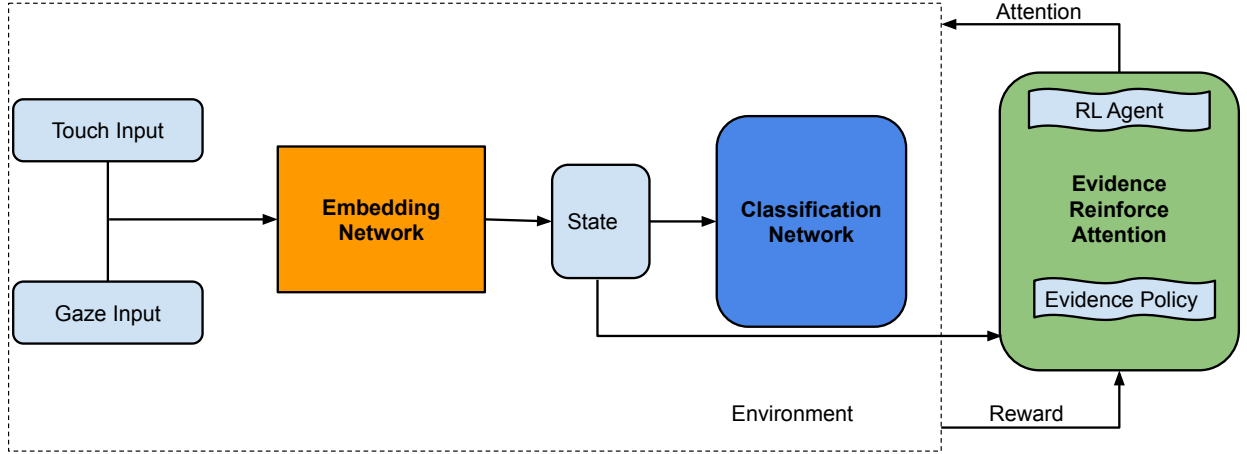 Attention
Touch Input
Gaze Input
Embedding
Network
State
Classification
Network
RL Agent
Evidence
Reinforce
Attention
Evidence Policy
Environment
Reward